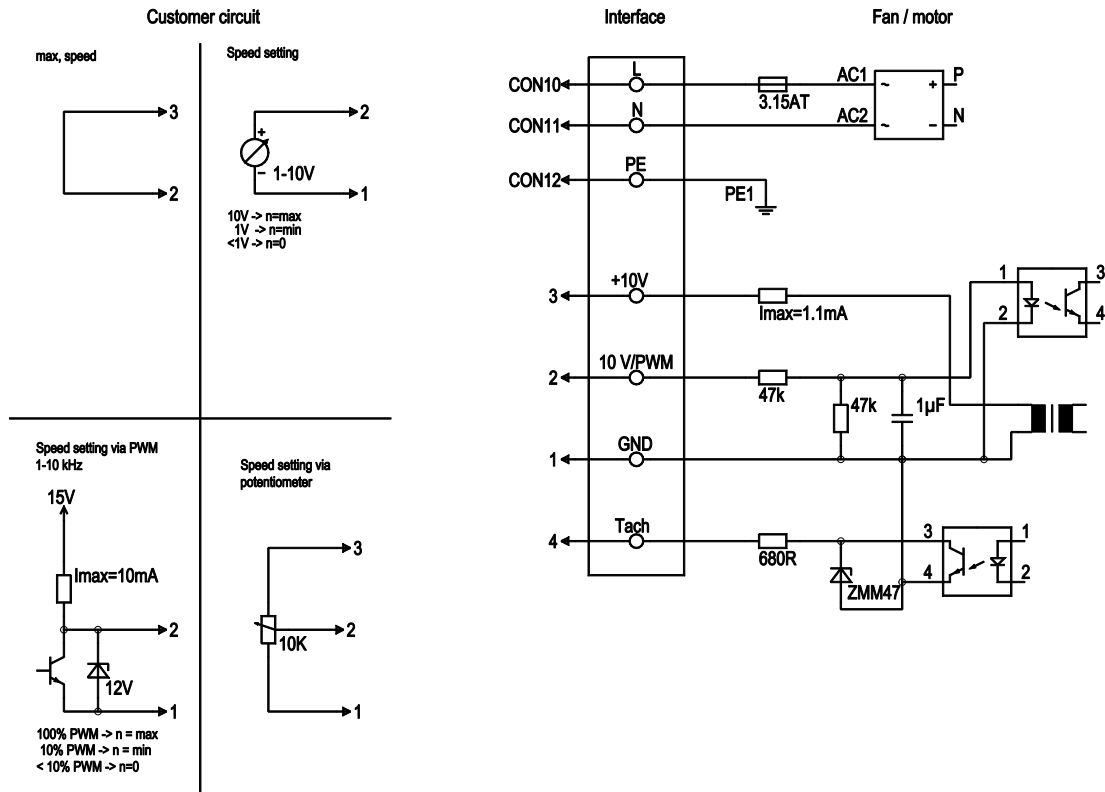 Customer circuit
Interface
Fan / motor
max, speed
3
2
Speed setting
2
+
−
1-10V
1
10V -> n=max
1V -> n=min
<1V -> n=0
Speed setting via PWM
1-10 kHz
15V
Imax=10mA
2
12V
1
100% PWM -> n = max
10% PWM -> n = min
< 10% PWM -> n=0
Speed setting via
potentiometer
3
2
10K
1
CON10
L
3.15AT
AC1
~
+
P
CON11
N
AC2
~
−
N
CON12
PE
PE1
3
+10V
Imax=1.1mA
1
2
3
4
2
10 V/PWM
47k
47k
1µF
1
GND
4
Tach
680R
ZMM47
3
4
1
2